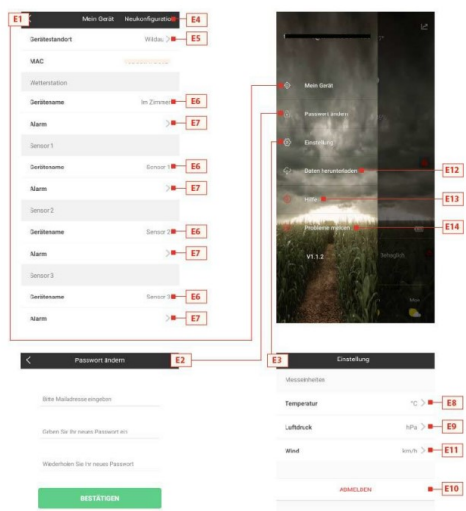 E1
Mein Gerät
Neukonfiguration
E4
Gerätestandort
Wildau
E5
MAC
Wetterstation
Gerätename
Im Zimmer
E6
Alarm
E7
Sensor 1
Gerätename
Sensor 1
E6
Alarm
E7
Sensor 2
Gerätename
Sensor 2
E6
Alarm
E7
Sensor 3
Gerätename
Sensor 3
E6
Alarm
E7
Mein Gerät
Passwort ändern
Einstellung
Daten herunterladen
E12
Hilfe
E13
Probleme melden
E14
V1.1.2
behaglich
Passwort ändern
E2
Bitte Mailadresse eingeben
Geben Sie Ihr neues Passwort ein
Wiederholen Sie Ihr neues Passwort
BESTÄTIGEN
E3
Einstellung
Messeinheiten
Temperatur
°C
E8
Luftdruck
hPa
E9
Wind
km/h
E11
ABMELDEN
E10